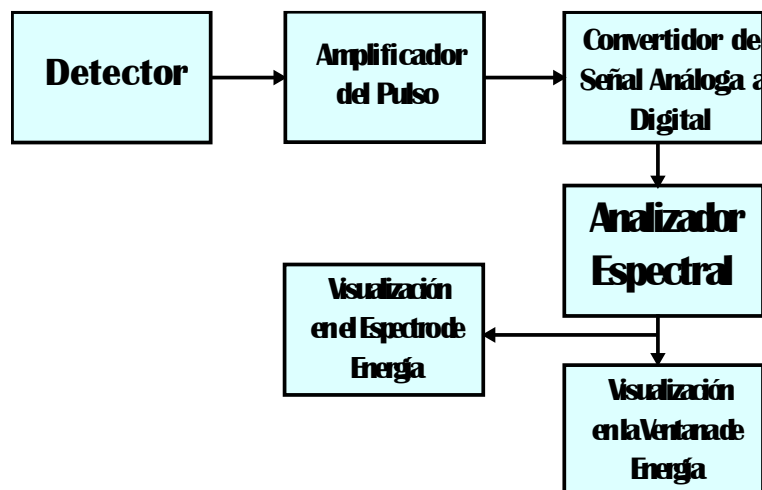 Detector
Amplificador
del Pulso
Convertidor de
Señal Análoga a
Digital
Analizador
Espectral
Visualización
en el Espectro de
Energía
Visualización
en la Ventana de
Energía